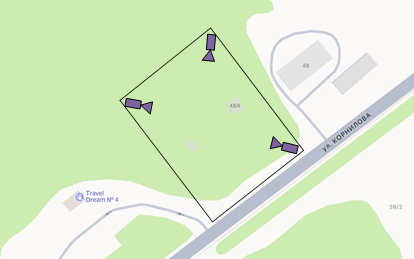 48
48А
ул. КОРНИЛОВА
Travel
Dream № 4
59/2